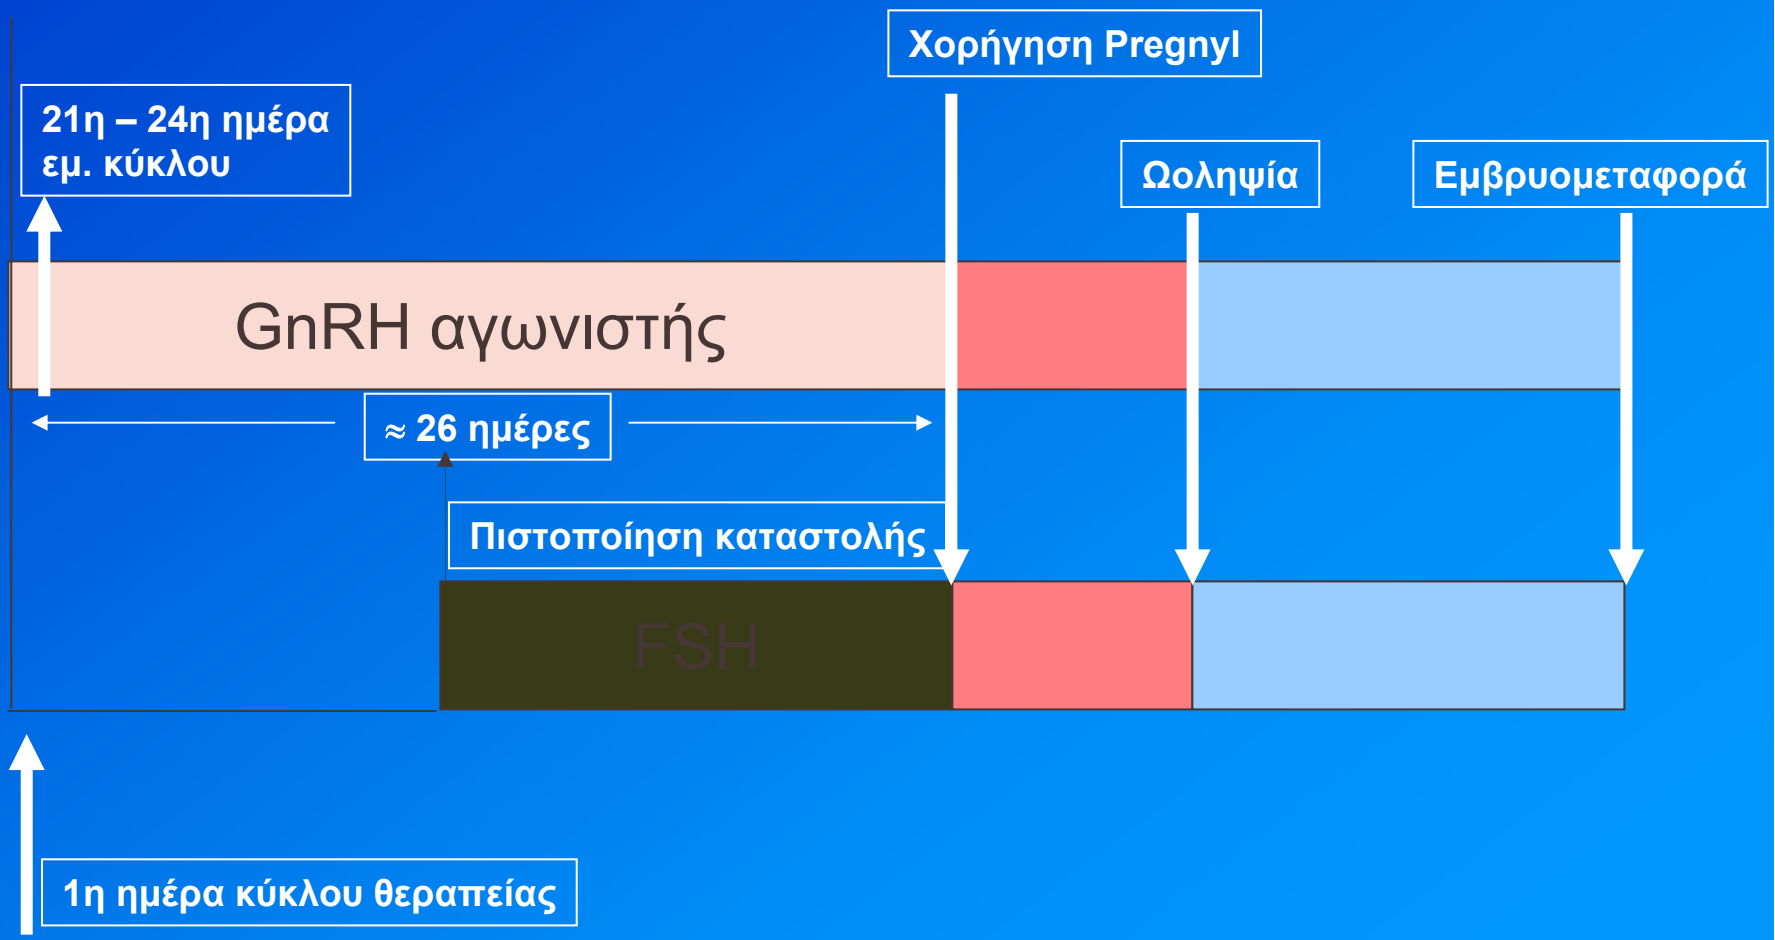 Χορήγηση Pregnyl
21η – 24η ημέρα
εμ. κύκλου
Ωοληψία
Εμβρυομεταφορά
GnRH αγωνιστής
≈ 26 ημέρες
Πιστοποίηση καταστολής
FSH
1η ημέρα κύκλου θεραπείας